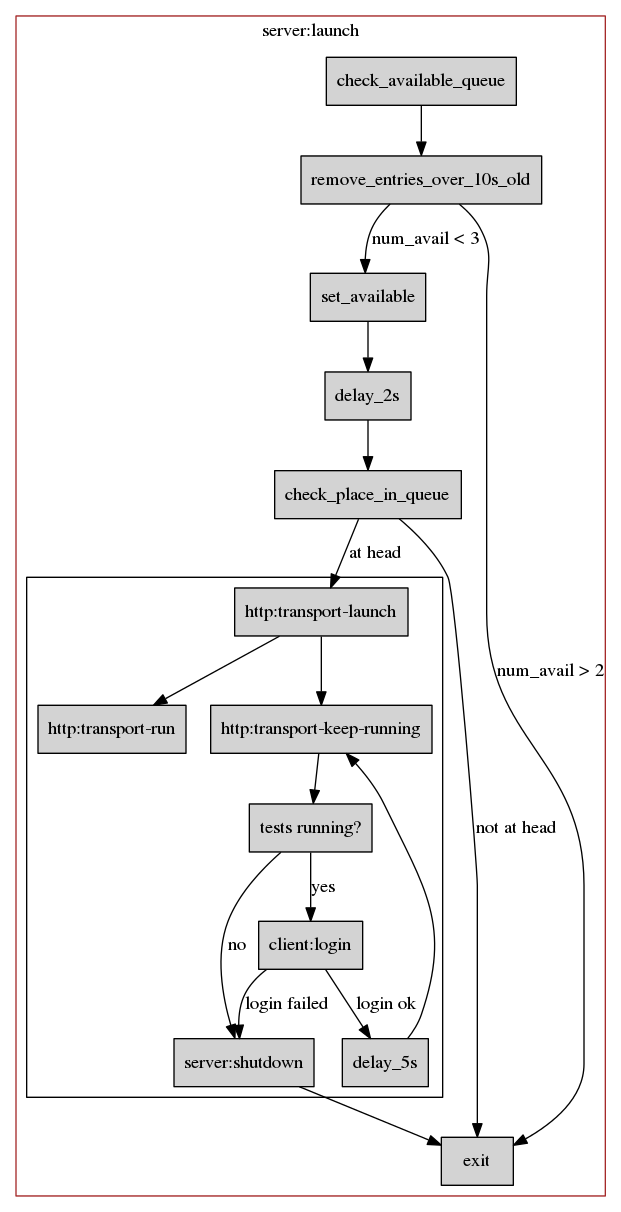 server:launch
check_available_queue
remove_entries_over_10s_old
num_avail < 3
set_available
delay_2s
check_place_in_queue
at head
http:transport-launch
num_avail > 2
http:transport-run
http:transport-keep-running
tests running?
not at head
yes
no
client:login
login failed
login ok
server:shutdown
delay_5s
exit